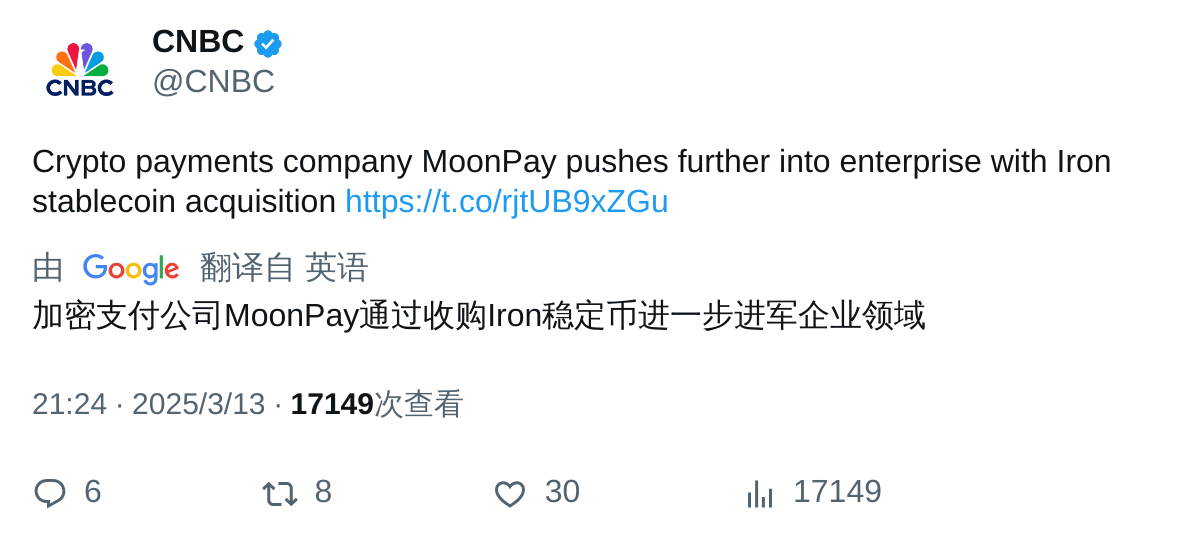 CNBC
CNBC
@CNBC
Crypto payments company MoonPay pushes further into enterprise with Iron
stablecoin acquisition https://t.co/rjtUB9xZGu
由 Google 翻译自 英语
加密支付公司MoonPay通过收购Iron稳定币进一步进军企业领域
21:24 · 2025/3/13 · 17149次查看
6 8 30 17149